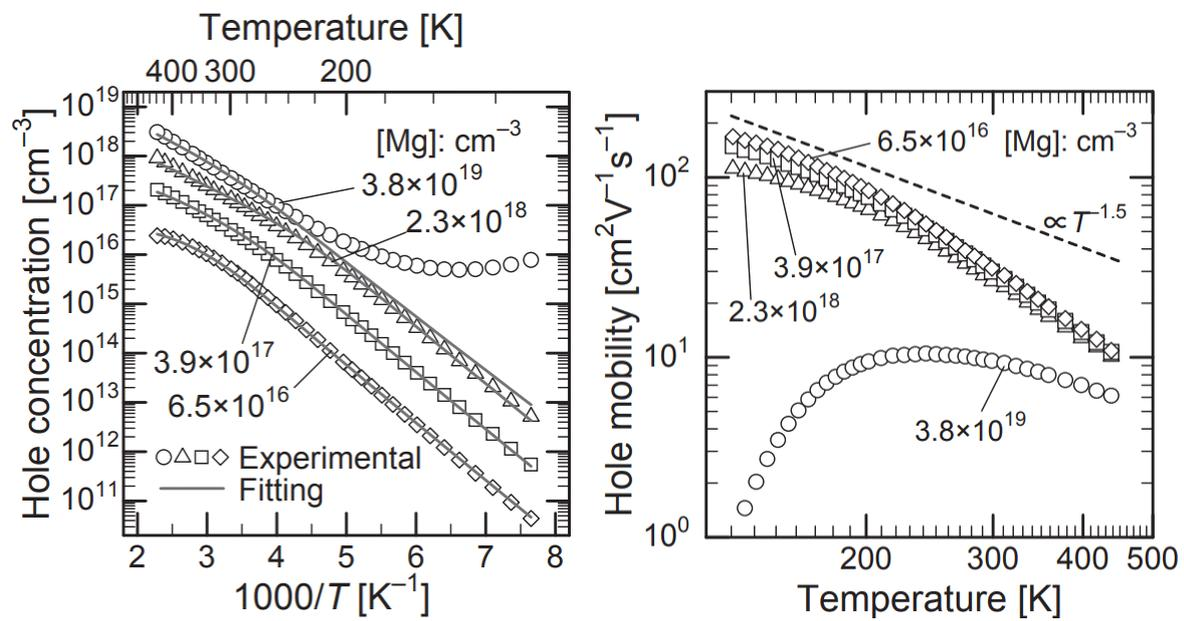 Temperature [K]
400 300 200
Hole concentration [cm⁻³]
10¹⁹
10¹⁸
10¹⁷
10¹⁶
10¹⁵
10¹⁴
10¹³
10¹²
10¹¹
[Mg]: cm⁻³
3.8×10¹⁹
2.3×10¹⁸
3.9×10¹⁷
6.5×10¹⁶
Experimental
Fitting
2 3 4 5 6 7 8
1000/T [K⁻¹]
Hole mobility [cm²V⁻¹s⁻¹]
10²
10¹
10⁰
6.5×10¹⁶ [Mg]: cm⁻³
∝T⁻¹·⁵
3.9×10¹⁷
2.3×10¹⁸
3.8×10¹⁹
200 300 400 500
Temperature [K]